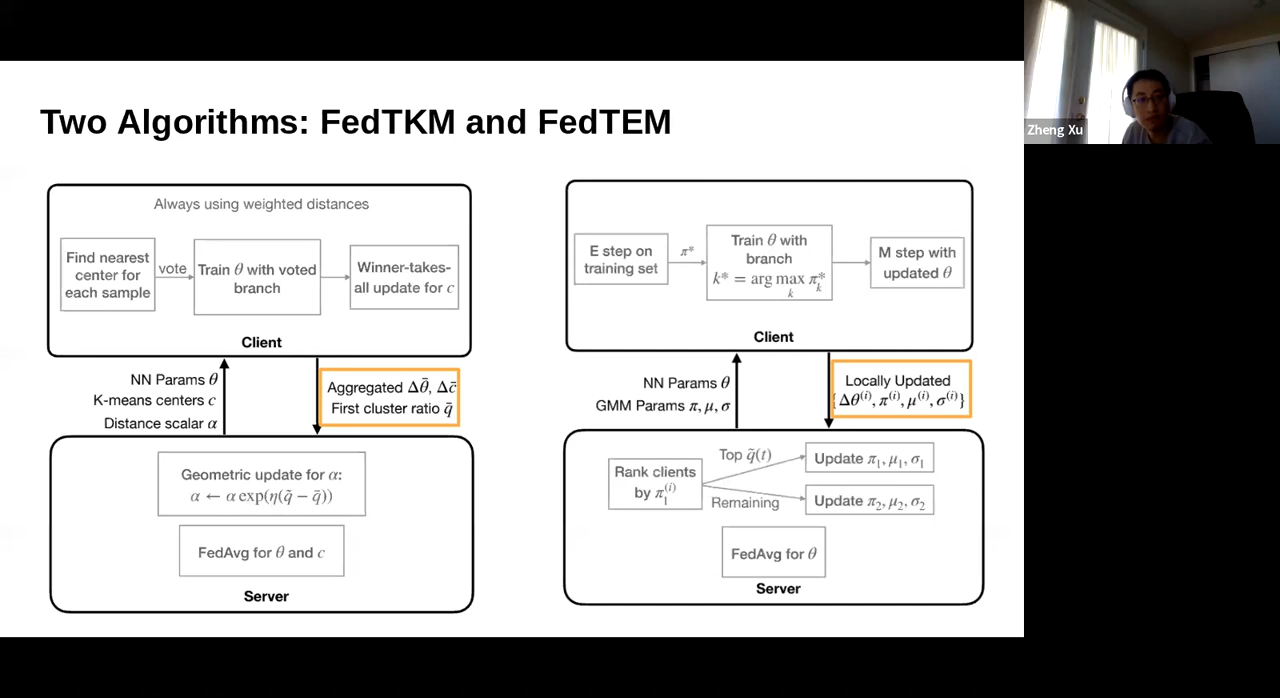 Two Algorithms: FedTKM and FedTEM
Zheng Xu
Always using weighted distances
Find nearest
center for
each sample
vote
Train θ with voted
branch
Winner-takes-
all update for c
Client
NN Params θ
K-means centers c
Distance scalar α
Aggregated Δθ̄, Δc̄
First cluster ratio q̄
Geometric update for α:
α ← α exp(η(q̃ − q̄))
FedAvg for θ and c
Server
E step on
training set
π*
Train θ with
branch
k* = arg max π*ₖ
k
M step with
updated θ
Client
NN Params θ
GMM Params π, μ, σ
Locally Updated
{Δθ⁽ⁱ⁾, π⁽ⁱ⁾, μ⁽ⁱ⁾, σ⁽ⁱ⁾}
Rank clients
by π₁⁽ⁱ⁾
Top q̃(t)
Remaining
Update π₁, μ₁, σ₁
Update π₂, μ₂, σ₂
FedAvg for θ
Server